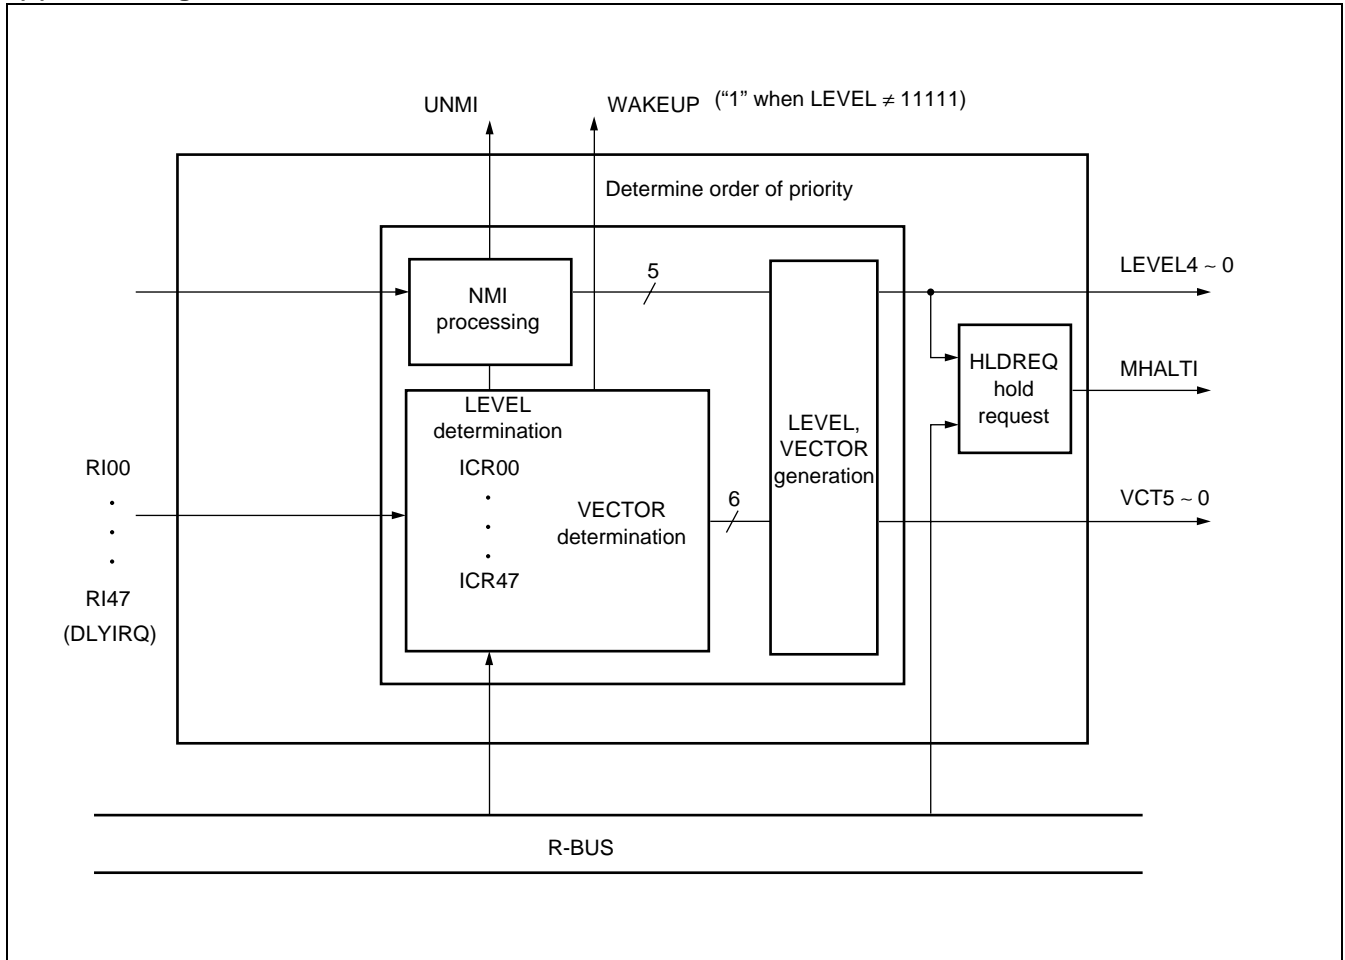 UNMI
WAKEUP
(“1” when LEVEL ≠ 11111)
Determine order of priority
5
LEVEL4 ~ 0
NMI
processing
HLDREQ
hold
request
MHALTI
LEVEL
determination
LEVEL,
VECTOR
generation
RI00
.
.
.
RI47
(DLYIRQ)
ICR00
.
.
.
ICR47
VECTOR
determination
6
VCT5 ~ 0
R-BUS